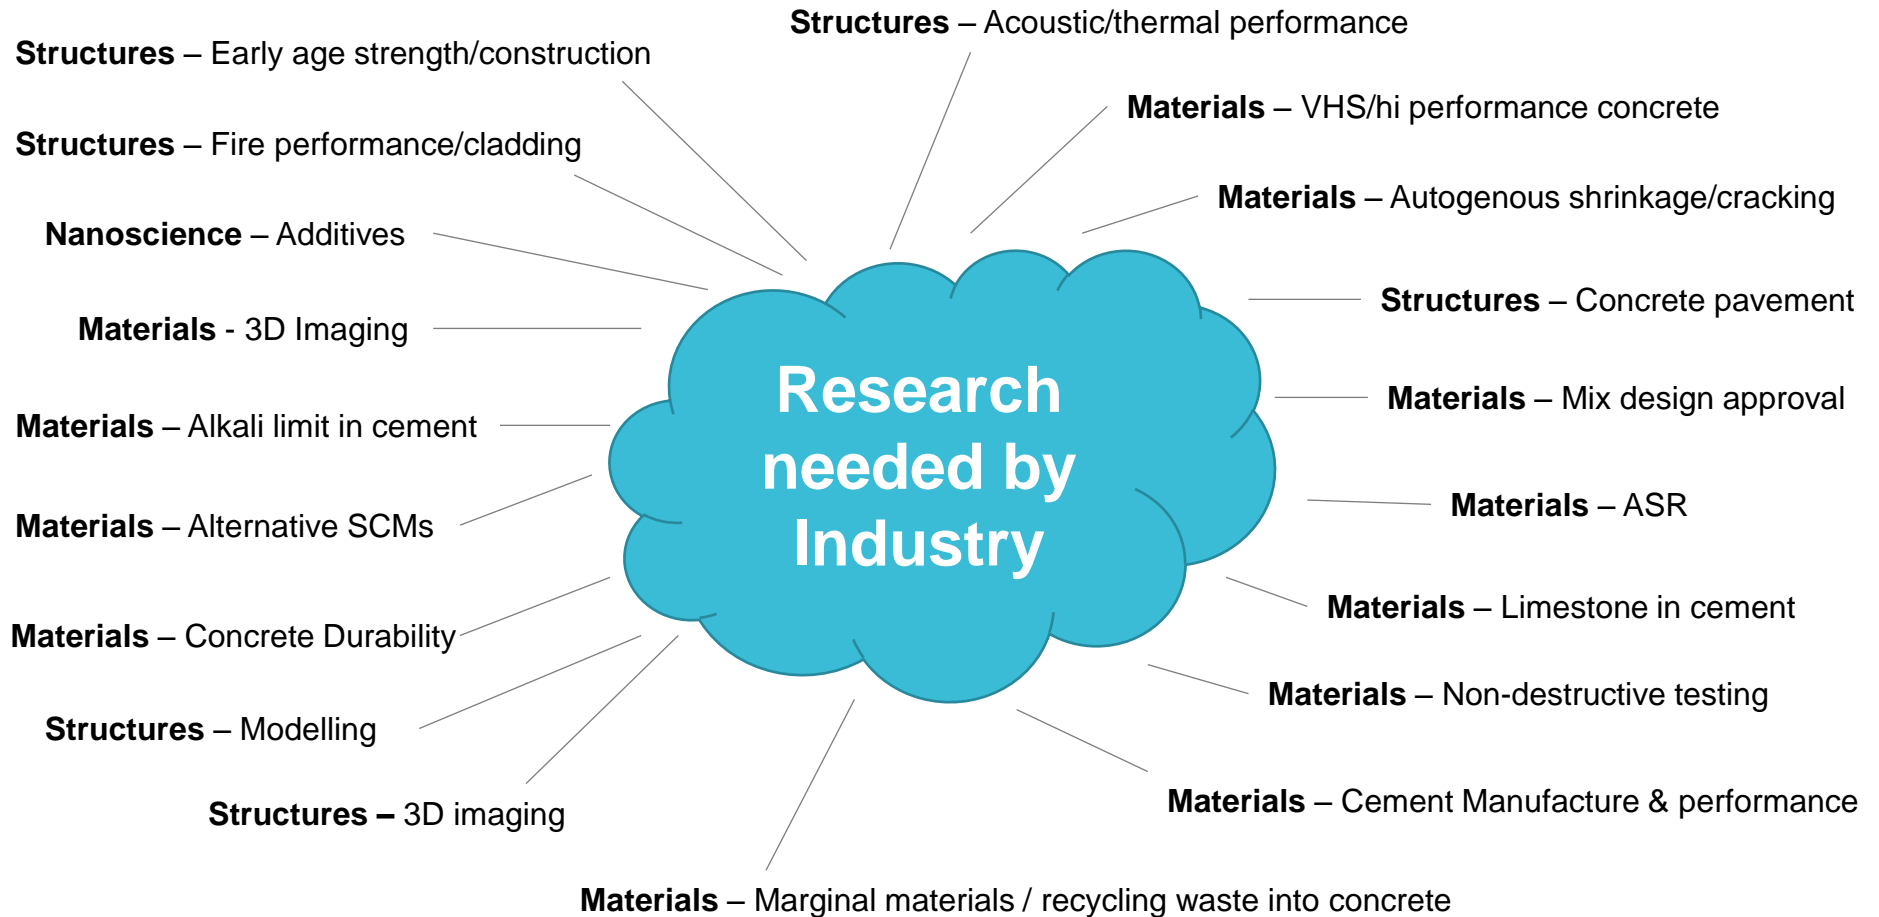 Structures – Acoustic/thermal performance
Structures – Early age strength/construction
Materials – VHS/hi performance concrete
Structures – Fire performance/cladding
Materials – Autogenous shrinkage/cracking
Nanoscience – Additives
Structures – Concrete pavement
Materials - 3D Imaging
Research
needed by
Industry
Materials – Mix design approval
Materials – Alkali limit in cement
Materials – ASR
Materials – Alternative SCMs
Materials – Limestone in cement
Materials – Concrete Durability
Materials – Non-destructive testing
Structures – Modelling
Materials – Cement Manufacture & performance
Structures – 3D imaging
Materials – Marginal materials / recycling waste into concrete